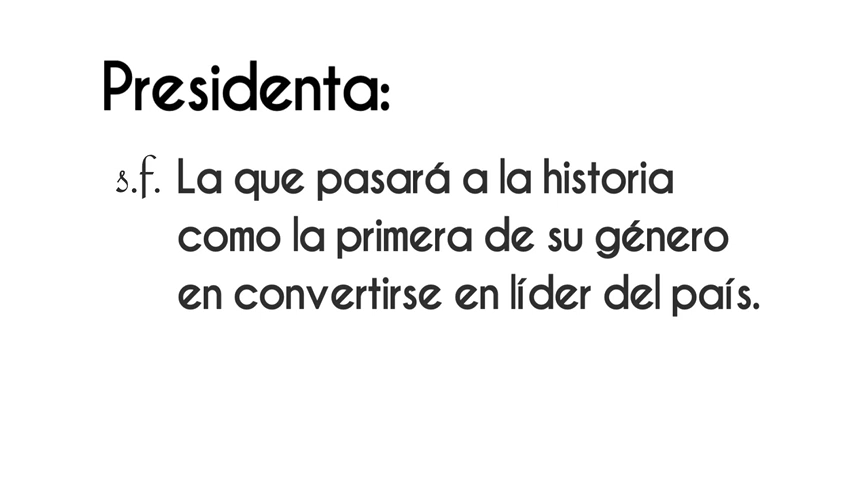 Presidenta:
s.f. La que pasará a la historia
como la primera de su género
en convertirse en líder del país.